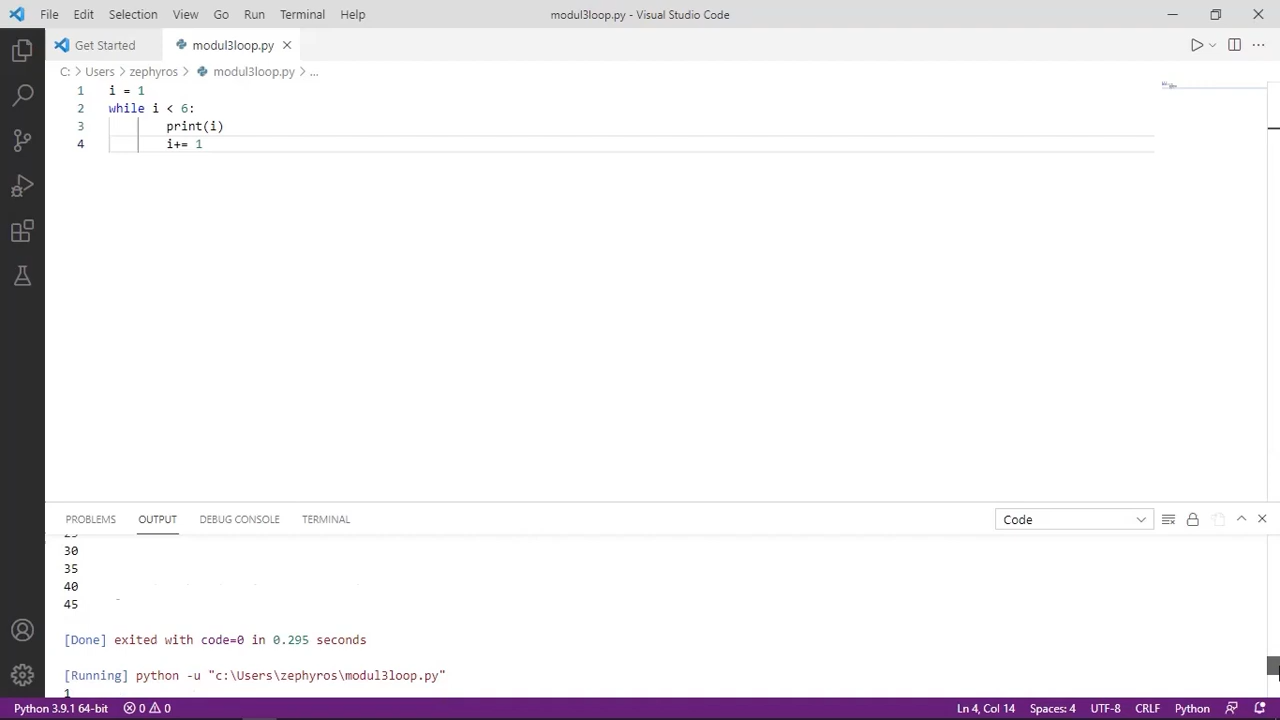 File Edit Selection View Go Run Terminal Help modul3loop.py - Visual Studio Code
Get Started modul3loop.py
C: > Users > zephyros > modul3loop.py > ...
1 i = 1
2 while i < 6:
3 print(i)
4 i+= 1
PROBLEMS OUTPUT DEBUG CONSOLE TERMINAL Code
30
35
40
45
[Done] exited with code=0 in 0.295 seconds
[Running] python -u "c:\Users\zephyros\modul3loop.py"
1
Python 3.9.1 64-bit 0 0 Ln 4, Col 14 Spaces: 4 UTF-8 CRLF Python